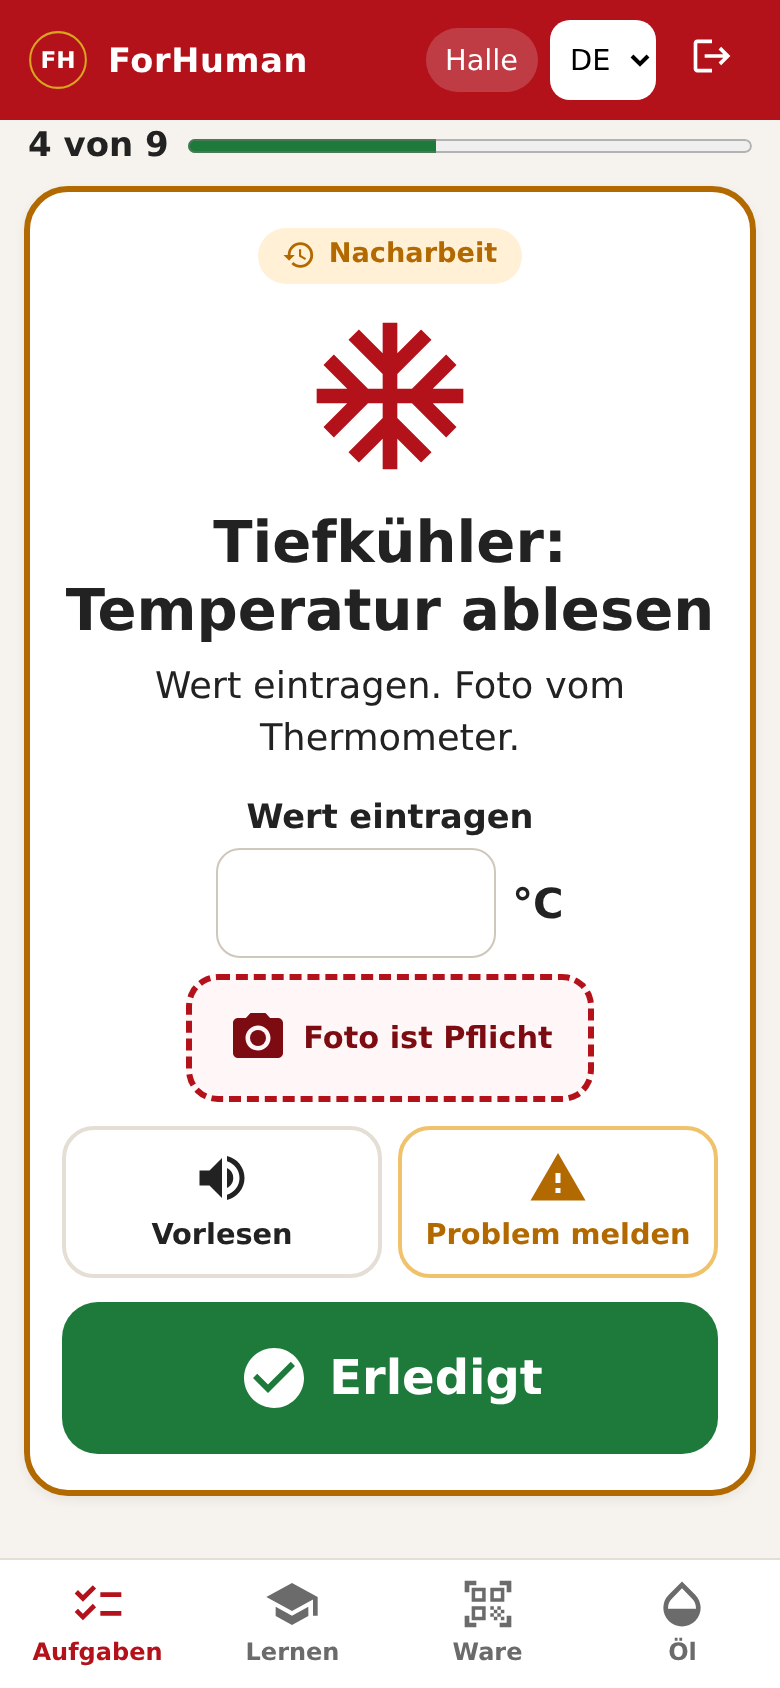 FH ForHuman Halle DE
4 von 9
Nacharbeit
Tiefkühler:
Temperatur ablesen
Wert eintragen. Foto vom
Thermometer.
Wert eintragen
°C
Foto ist Pflicht
Vorlesen Problem melden
Erledigt
Aufgaben Lernen Ware Öl